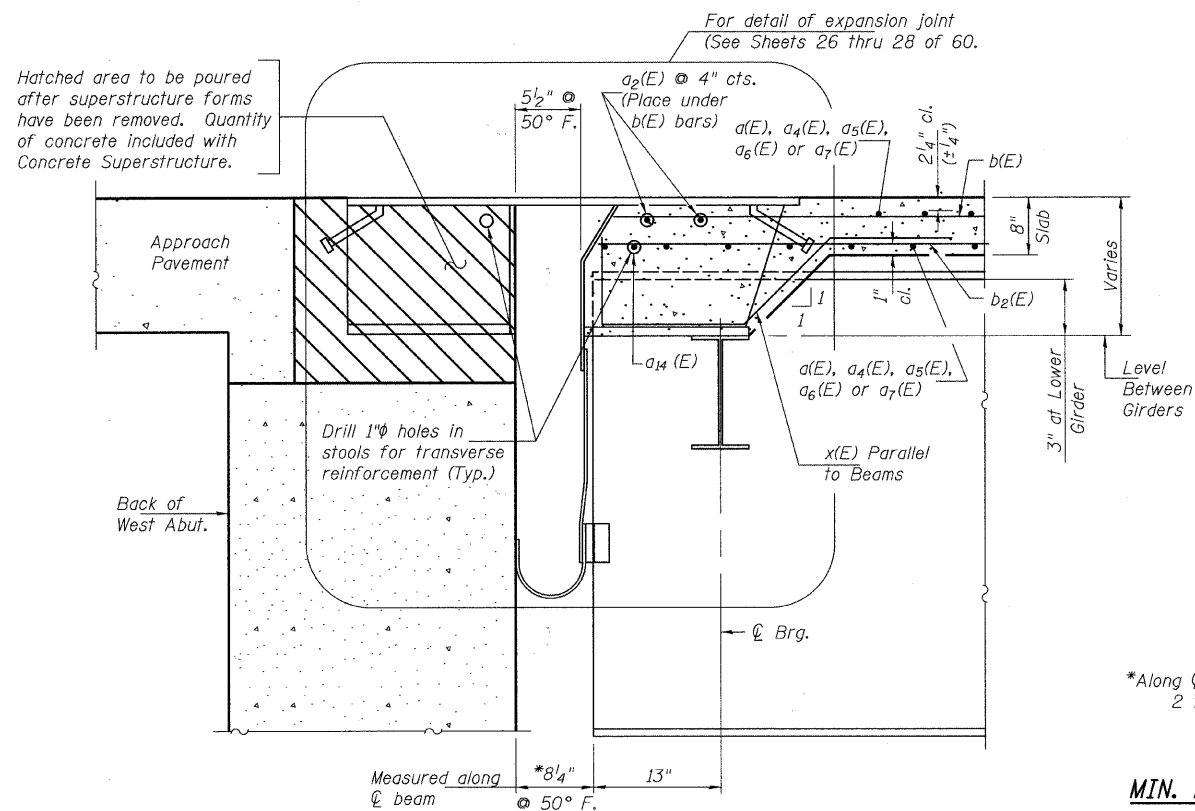 For detail of expansion joint
(See Sheets 26 thru 28 of 60.
Hatched area to be poured
after superstructure forms
have been removed. Quantity
of concrete included with
Concrete Superstructure.
5½" @
50° F.
a2(E) @ 4" cts.
(Place under
b(E) bars)
a(E), a4(E), a5(E),
a6(E) or a7(E)
2¼" cl.
(±¼")
b(E)
Approach
Pavement
8"
Slab
Varies
1" cl.
1
1
b2(E)
a14 (E)
a(E), a4(E), a5(E),
a6(E) or a7(E)
3" at Lower
Girder
Level
Between
Girders
Drill 1"ϕ holes in
stools for transverse
reinforcement (Typ.)
x(E) Parallel
to Beams
Back of
West Abut.
℄ Brg.
*Along ℄
2
Measured along
℄ beam
*8¼"
@ 50° F.
13"
MIN.